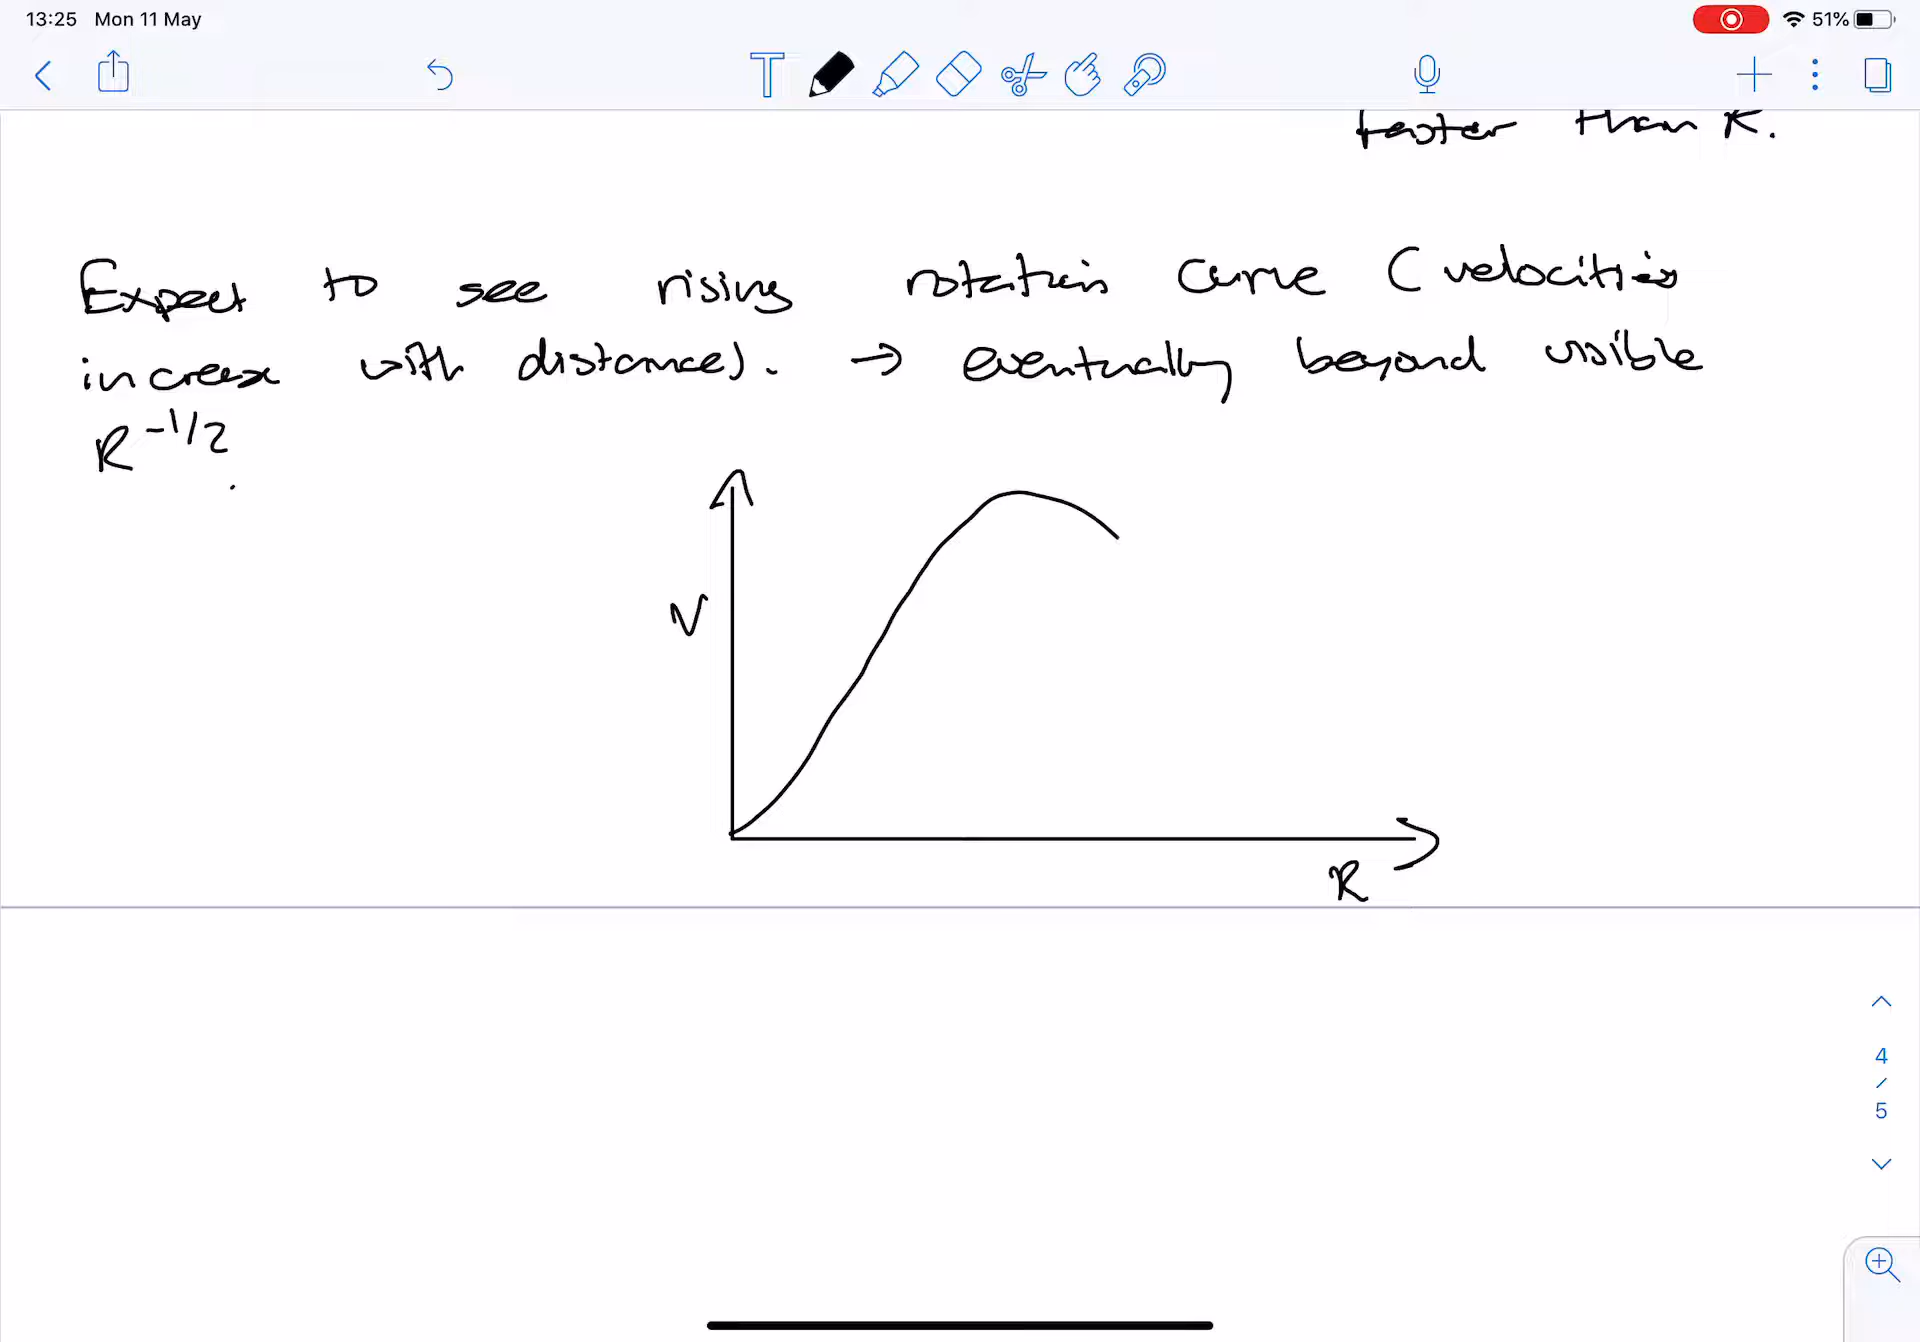 13:25 Mon 11 May
51%
T
faster than R.
Expect to see rising rotation curve (velocities
increase with distances). → eventually beyond visible
R^-1/2.
V
R
4
/
5